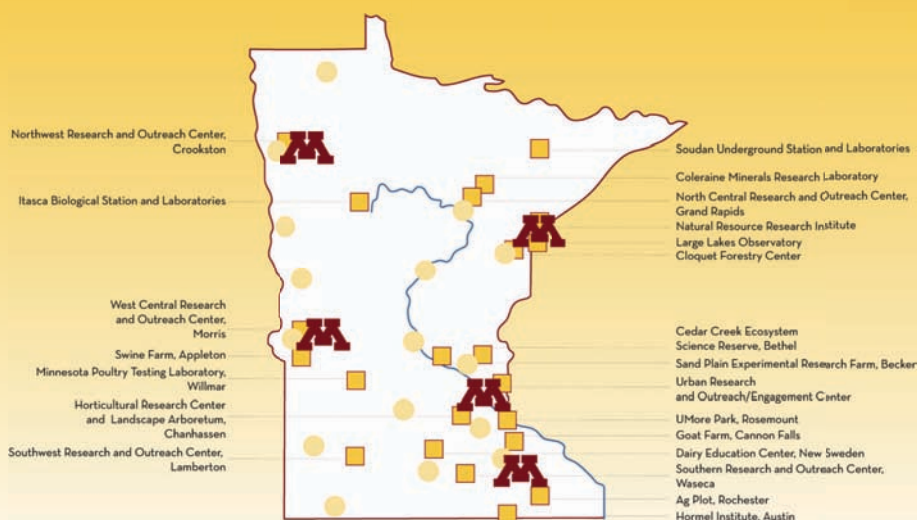 Northwest Research and Outreach Center,
Crookston
Itasca Biological Station and Laboratories
West Central Research
and Outreach Center,
Morris
Swine Farm, Appleton
Minnesota Poultry Testing Laboratory,
Willmar
Horticultural Research Center
and Landscape Arboretum,
Chanhassen
Southwest Research and Outreach Center,
Lamberton
M
M
M
M
M
Soudan Underground Station and Laboratories
Coleraine Minerals Research Laboratory
North Central Research and Outreach Center,
Grand Rapids
Natural Resource Research Institute
Large Lakes Observatory
Cloquet Forestry Center
Cedar Creek Ecosystem
Science Reserve, Bethel
Sand Plain Experimental Research Farm, Becker
Urban Research
and Outreach/Engagement Center
UMore Park, Rosemount
Goat Farm, Cannon Falls
Dairy Education Center, New Sweden
Southern Research and Outreach Center,
Waseca
Ag Plot, Rochester
Hormel Institute, Austin